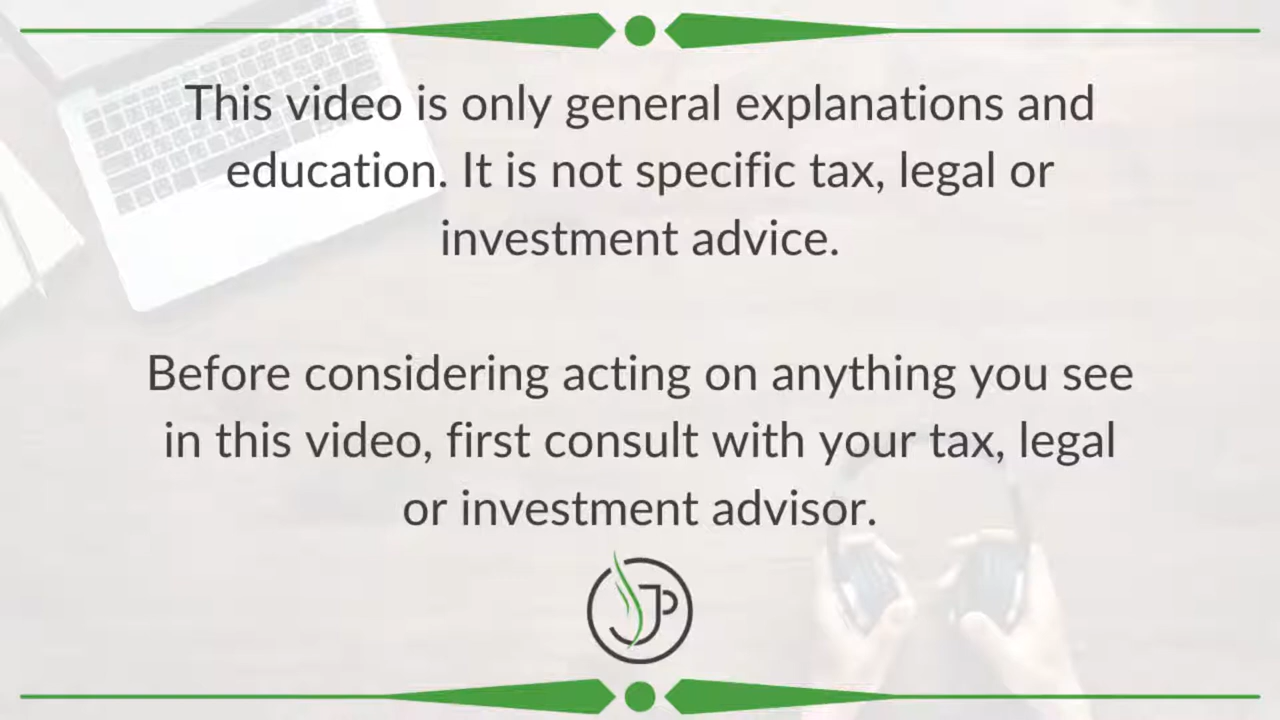 This video is only general explanations and
education. It is not specific tax, legal or
investment advice.
Before considering acting on anything you see
in this video, first consult with your tax, legal
or investment advisor.